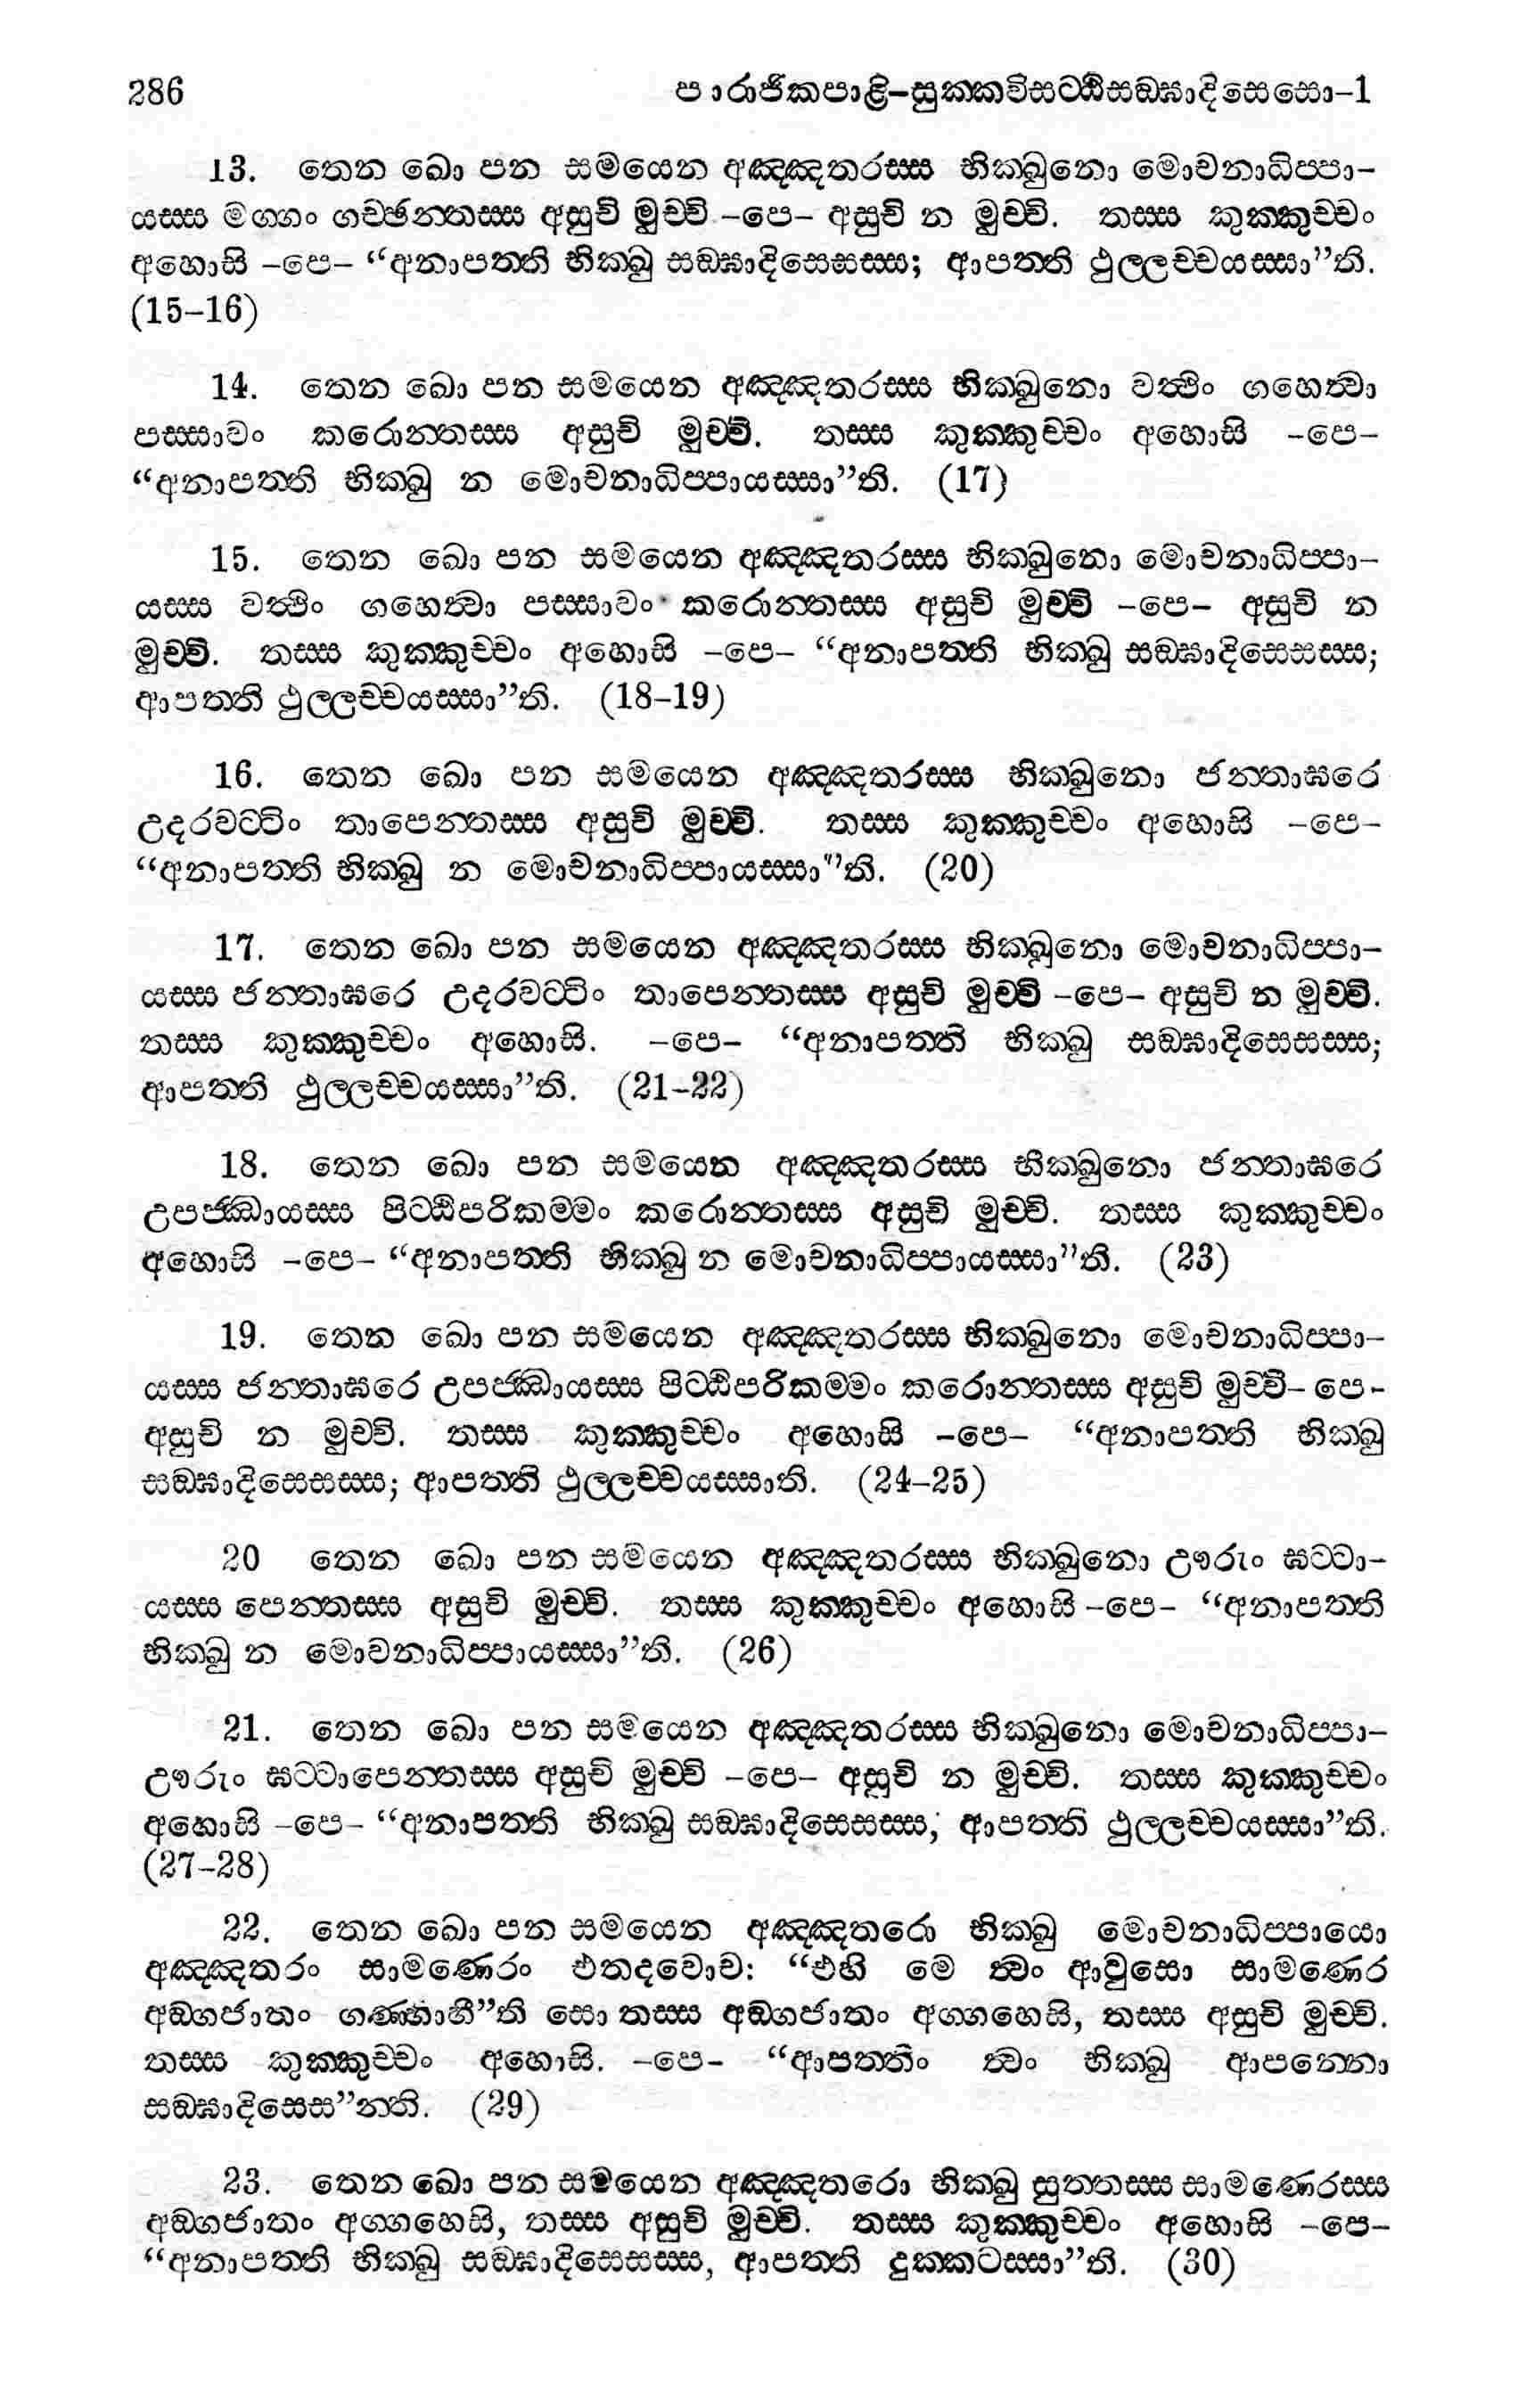 286 පාරාජිකපාළි–සුක්කවිසට්ඨිසඞ්ඝාදිසෙසො–1
13. තෙන ඛො පන සමයෙන අඤ්ඤතරස්ස භික්ඛුනො මොචනාධිප්පා–
යස්ස මග්ගං ගච්ඡන්තස්ස අසුචි මුච්චි –පෙ– අසුචි න මුච්චි. තස්ස කුක්කුච්චං
අහොසි –පෙ– “අනාපත්ති භික්ඛු සඞ්ඝාදිසෙසස්ස; ආපත්ති ථුල්ලච්චයස්සා”ති.
(15–16)
14. තෙන ඛො පන සමයෙන අඤ්ඤතරස්ස භික්ඛුනො වත්ථිං ගහෙත්වා
පස්සාවං කරොන්තස්ස අසුචි මුච්චි. තස්ස කුක්කුච්චං අහොසි –පෙ–
“අනාපත්ති භික්ඛු න මොචනාධිප්පායස්සා”ති. (17)
15. තෙන ඛො පන සමයෙන අඤ්ඤතරස්ස භික්ඛුනො මොචනාධිප්පා–
යස්ස වත්ථිං ගහෙත්වා පස්සාවං කරොන්තස්ස අසුචි මුච්චි –පෙ– අසුචි න
මුච්චි. තස්ස කුක්කුච්චං අහොසි –පෙ– “අනාපත්ති භික්ඛු සඞ්ඝාදිසෙසස්ස;
ආපත්ති ථුල්ලච්චයස්සා”ති. (18–19)
16. තෙන ඛො පන සමයෙන අඤ්ඤතරස්ස භික්ඛුනො ජන්තාඝරෙ
උදරවට්ටිං තාපෙන්තස්ස අසුචි මුච්චි. තස්ස කුක්කුච්චං අහොසි –පෙ–
“අනාපත්ති භික්ඛු න මොචනාධිප්පායස්සා”ති. (20)
17. තෙන ඛො පන සමයෙන අඤ්ඤතරස්ස භික්ඛුනො මොචනාධිප්පා–
යස්ස ජන්තාඝරෙ උදරවට්ටිං තාපෙන්තස්ස අසුචි මුච්චි –පෙ– අසුචි න මුච්චි.
තස්ස කුක්කුච්චං අහොසි. –පෙ– “අනාපත්ති භික්ඛු සඞ්ඝාදිසෙසස්ස;
ආපත්ති ථුල්ලච්චයස්සා”ති. (21–22)
18. තෙන ඛො පන සමයෙන අඤ්ඤතරස්ස භික්ඛුනො ජන්තාඝරෙ
උපජ්ඣායස්ස පිට්ඨිපරිකම්මං කරොන්තස්ස අසුචි මුච්චි. තස්ස කුක්කුච්චං
අහොසි –පෙ– “අනාපත්ති භික්ඛු න මොචනාධිප්පායස්සා”ති. (23)
19. තෙන ඛො පන සමයෙන අඤ්ඤතරස්ස භික්ඛුනො මොචනාධිප්පා–
යස්ස ජන්තාඝරෙ උපජ්ඣායස්ස පිට්ඨිපරිකම්මං කරොන්තස්ස අසුචි මුච්චි– පෙ-
අසුචි න මුච්චි. තස්ස කුක්කුච්චං අහොසි –පෙ– “අනාපත්ති භික්ඛු
සඞ්ඝාදිසෙසස්ස; ආපත්ති ථුල්ලච්චයස්සාති. (24–25)
20 තෙන ඛො පන සමයෙන අඤ්ඤතරස්ස භික්ඛුනො ඌරුං ඝට්ටා–
යස්ස පෙන්තස්ස අසුචි මුච්චි. තස්ස කුක්කුච්චං අහොසි –පෙ– “අනාපත්ති
භික්ඛු න මොචනාධිප්පායස්සා”ති. (26)
21. තෙන ඛො පන සමයෙන අඤ්ඤතරස්ස භික්ඛුනො මොචනාධිප්පා–
ඌරුං ඝට්ටාපෙන්තස්ස අසුචි මුච්චි –පෙ– අසුචි න මුච්චි. තස්ස කුක්කුච්චං
අහොසි –පෙ– “අනාපත්ති භික්ඛු සඞ්ඝාදිසෙසස්ස; ආපත්ති ථුල්ලච්චයස්සා”ති.
(27–28)
22. තෙන ඛො පන සමයෙන අඤ්ඤතරො භික්ඛු මොචනාධිප්පායො
අඤ්ඤතරං සාමණෙරං එතදවොච: “එහි මෙ ත්වං ආවුසො සාමණෙර
අඞ්ගජාතං ගණ්හාහී”ති සො තස්ස අඞ්ගජාතං අග්ගහෙසි, තස්ස අසුචි මුච්චි.
තස්ස කුක්කුච්චං අහොසි. –පෙ– “ආපත්තිං ත්වං භික්ඛු ආපන්නො
සඞ්ඝාදිසෙස”න්ති. (29)
23. තෙන ඛො පන සමයෙන අඤ්ඤතරො භික්ඛු සුත්තස්ස සාමණෙරස්ස
අඞ්ගජාතං අග්ගහෙසි, තස්ස අසුචි මුච්චි. තස්ස කුක්කුච්චං අහොසි –පෙ–
“අනාපත්ති භික්ඛු සඞ්ඝාදිසෙසස්ස, ආපත්ති දුක්කටස්සා”ති. (30)